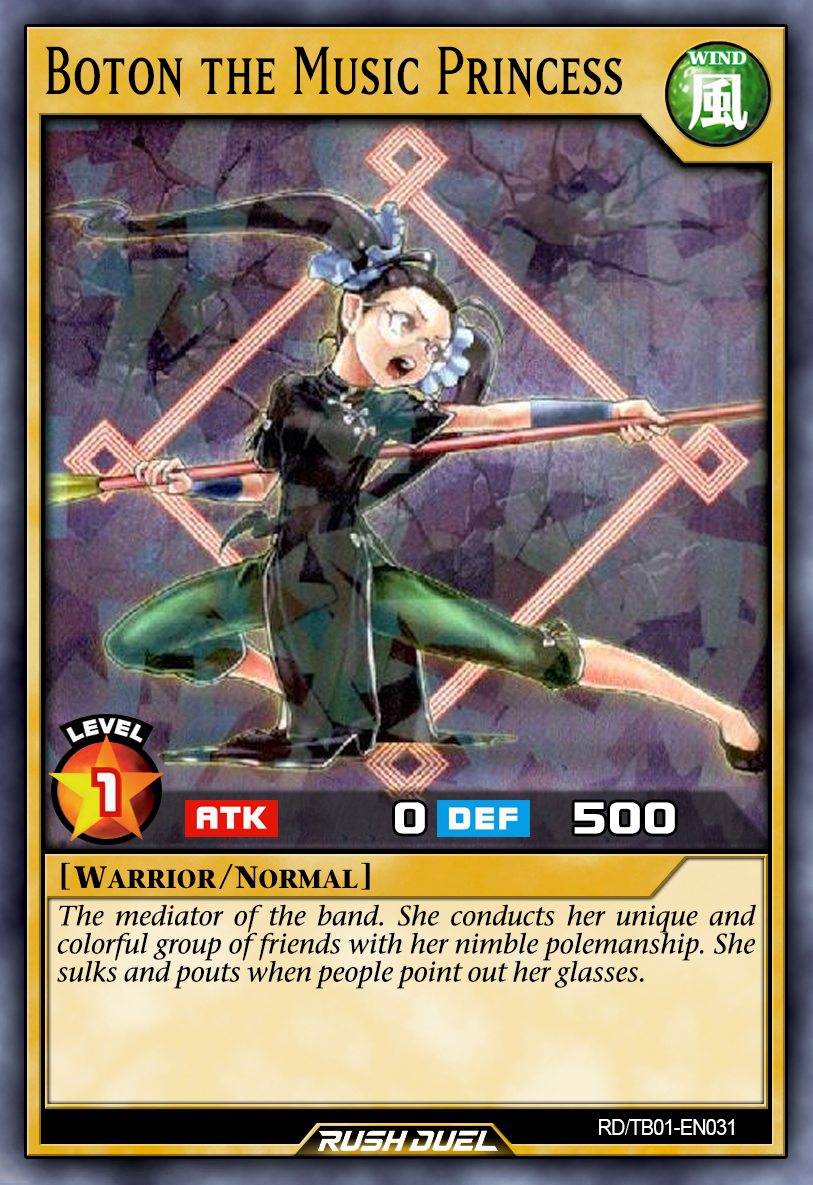 BOTON THE MUSIC PRINCESS
WIND
風
LEVEL
1
ATK 0 DEF 500
[WARRIOR/NORMAL]
The mediator of the band. She conducts her unique and
colorful group of friends with her nimble polemanship. She
sulks and pouts when people point out her glasses.
RD/TB01-EN031
RUSH DUEL